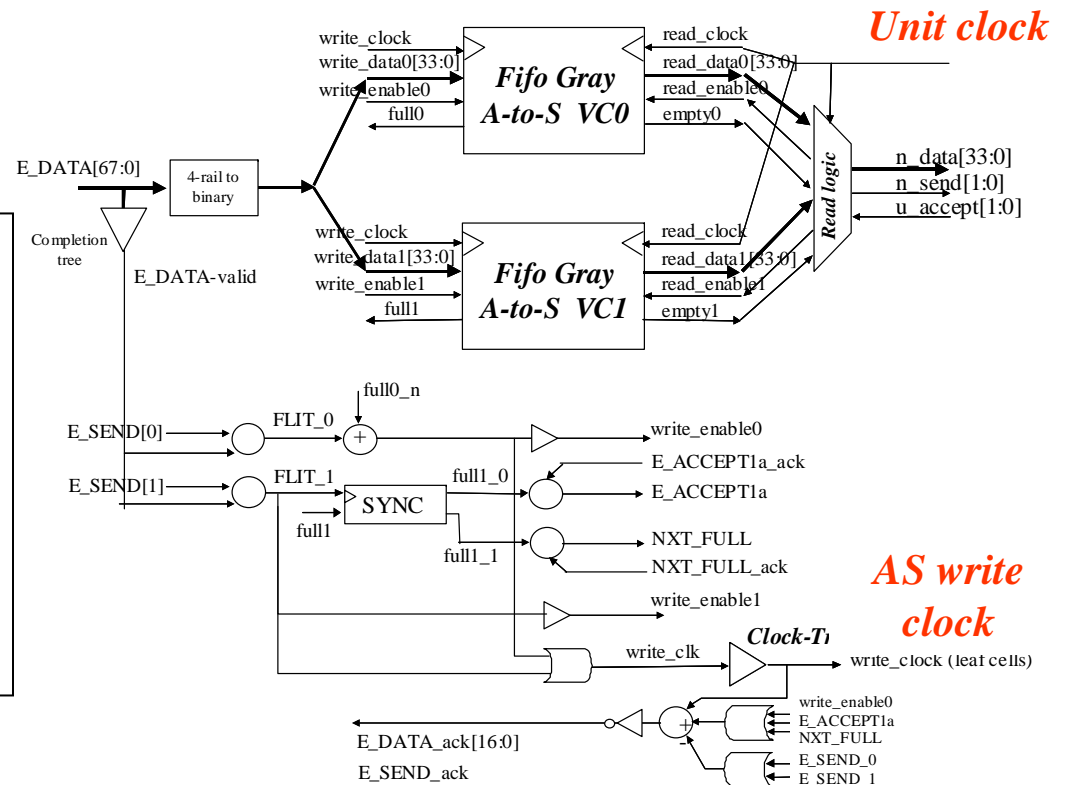 Unit clock
write_clock
write_data0[33:0]
write_enable0
full0
Fifo Gray
A-to-S VC0
read_clock
read_data0[33:0]
read_enable0
empty0
E_DATA[67:0]
4-rail to
binary
Completion
tree
E_DATA-valid
write_clock
write_data1[33:0]
write_enable1
full1
Fifo Gray
A-to-S VC1
read_clock
read_data1[33:0]
read_enable1
empty1
Read logic
n_data[33:0]
n_send[1:0]
u_accept[1:0]
full0_n
E_SEND[0]
FLIT_0
+
write_enable0
E_SEND[1]
FLIT_1
full1
SYNC
full1_0
full1_1
E_ACCEPT1a_ack
E_ACCEPT1a
NXT_FULL
NXT_FULL_ack
write_enable1
AS write
clock
Clock-Tr
write_clk
write_clock (leaf cells)
+
-
write_enable0
E_ACCEPT1a
NXT_FULL
E_SEND_0
E_SEND_1
E_DATA_ack[16:0]
E_SEND_ack